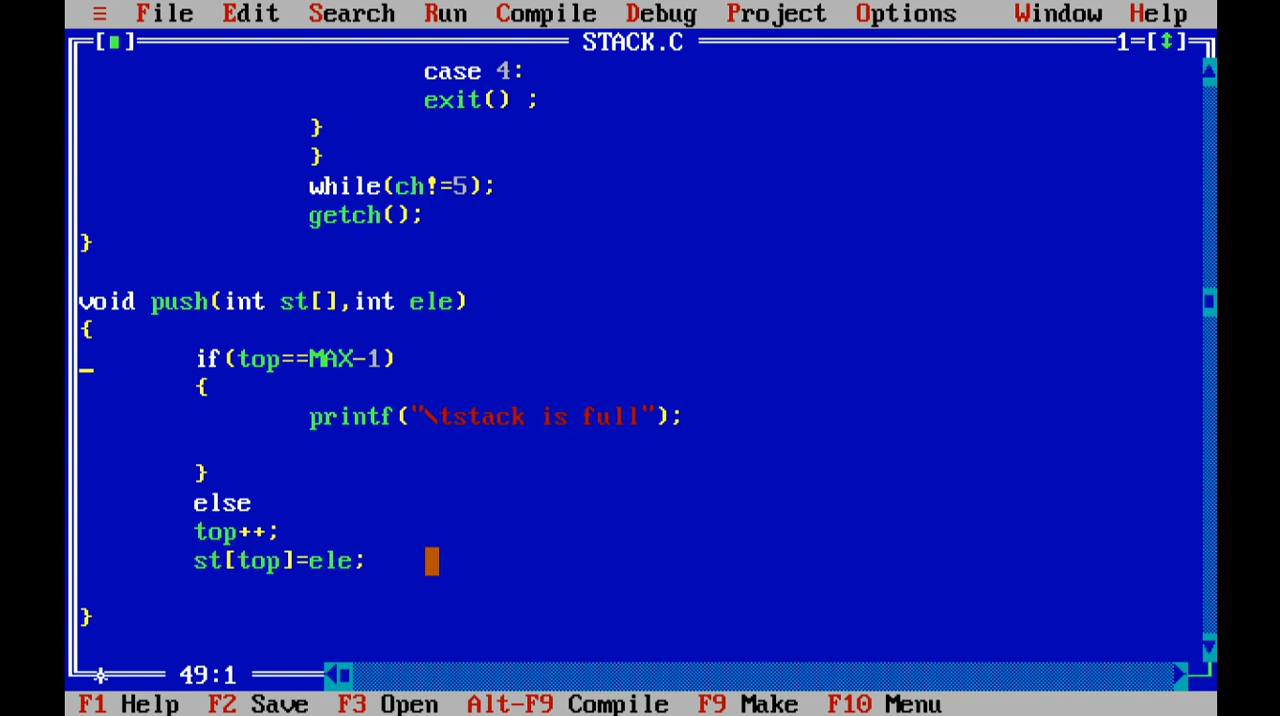 ≡ File Edit Search Run Compile Debug Project Options Window Help
[■] STACK.C 1=[↕]
case 4:
exit() ;
}
}
while(ch!=5);
getch();
}
void push(int st[],int ele)
{
if(top==MAX-1)
{
printf("\tstack is full");
}
else
top++;
st[top]=ele;
}
49:1
F1 Help F2 Save F3 Open Alt-F9 Compile F9 Make F10 Menu